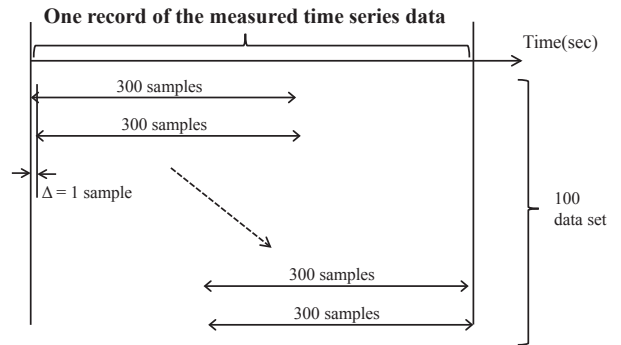 One record of the measured time series data
Time(sec)
300 samples
300 samples
Δ = 1 sample
100
data set
300 samples
300 samples